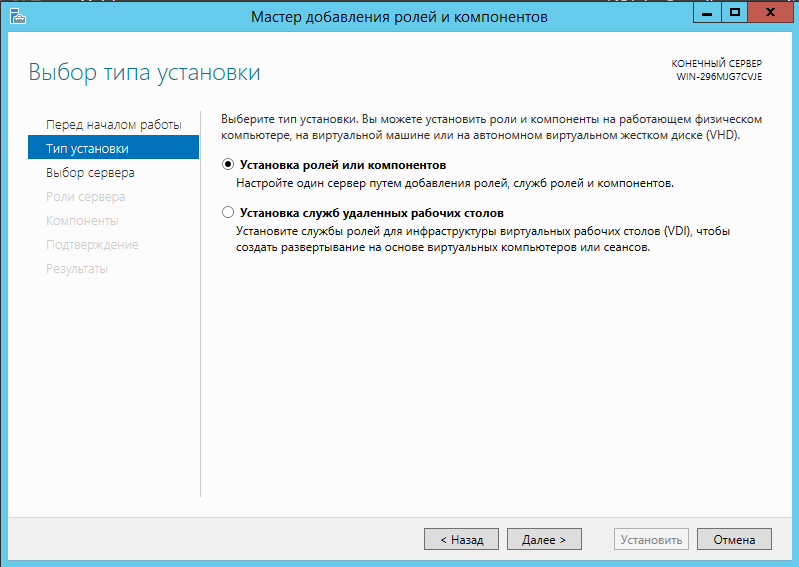 Мастер добавления ролей и компонентов
Выбор типа установки
КОНЕЧНЫЙ СЕРВЕР
WIN-296MJG7CVJE
Перед началом работы
Тип установки
Выбор сервера
Роли сервера
Компоненты
Подтверждение
Результаты
Выберите тип установки. Вы можете установить роли и компоненты на работающем физическом
компьютере, на виртуальной машине или на автономном виртуальном жестком диске (VHD).
Установка ролей или компонентов
Настройте один сервер путем добавления ролей, служб ролей и компонентов.
Установка служб удаленных рабочих столов
Установите службы ролей для инфраструктуры виртуальных рабочих столов (VDI), чтобы
создать развертывание на основе виртуальных компьютеров или сеансов.
< Назад
Далее >
Установить
Отмена